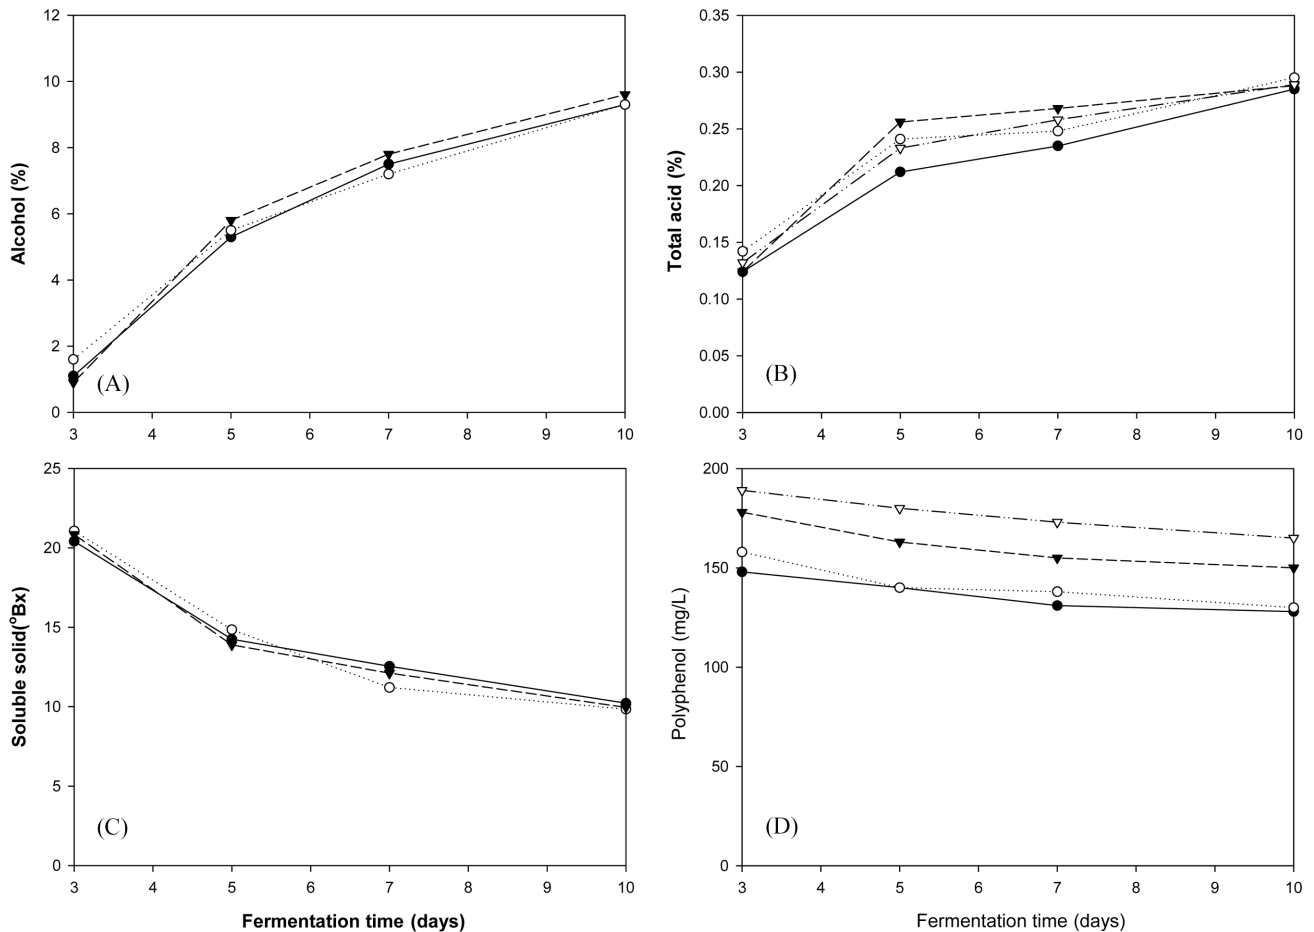 12
10
8
6
4
2
0
Alcohol (%)
(A)
3 4 5 6 7 8 9 10
0.35
0.30
0.25
0.20
0.15
0.10
0.05
0.00
Total acid (%)
(B)
3 4 5 6 7 8 9 10
25
20
15
10
5
0
Soluble solid(°Bx)
(C)
3 4 5 6 7 8 9 10
Fermentation time (days)
200
150
100
50
0
Polyphenol (mg/L)
(D)
3 4 5 6 7 8 9 10
Fermentation time (days)